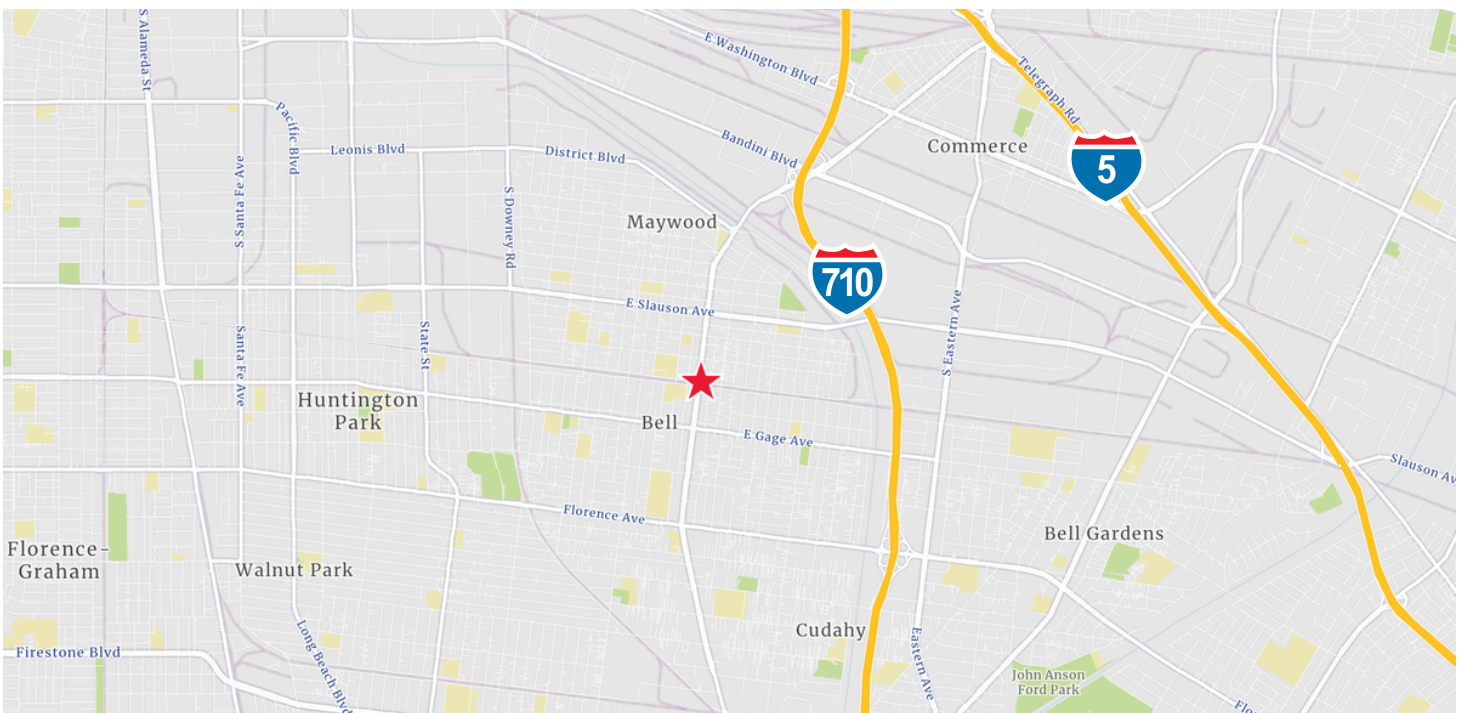 S Alameda St
E Washington Blvd
Telegraph Rd
Pacific Blvd
Bandini Blvd
Commerce
5
Leonis Blvd
District Blvd
S Santa Fe Ave
S Downey Rd
Maywood
710
E Slauson Ave
S Eastern Ave
State St
Santa Fe Ave
Huntington
Park
Bell
E Gage Ave
Slauson Av
Florence Ave
Bell Gardens
Florence-
Graham
Walnut Park
Cudahy
Firestone Blvd
Long Beach Blvd
Eastern Ave
John Anson
Ford Park
Flo